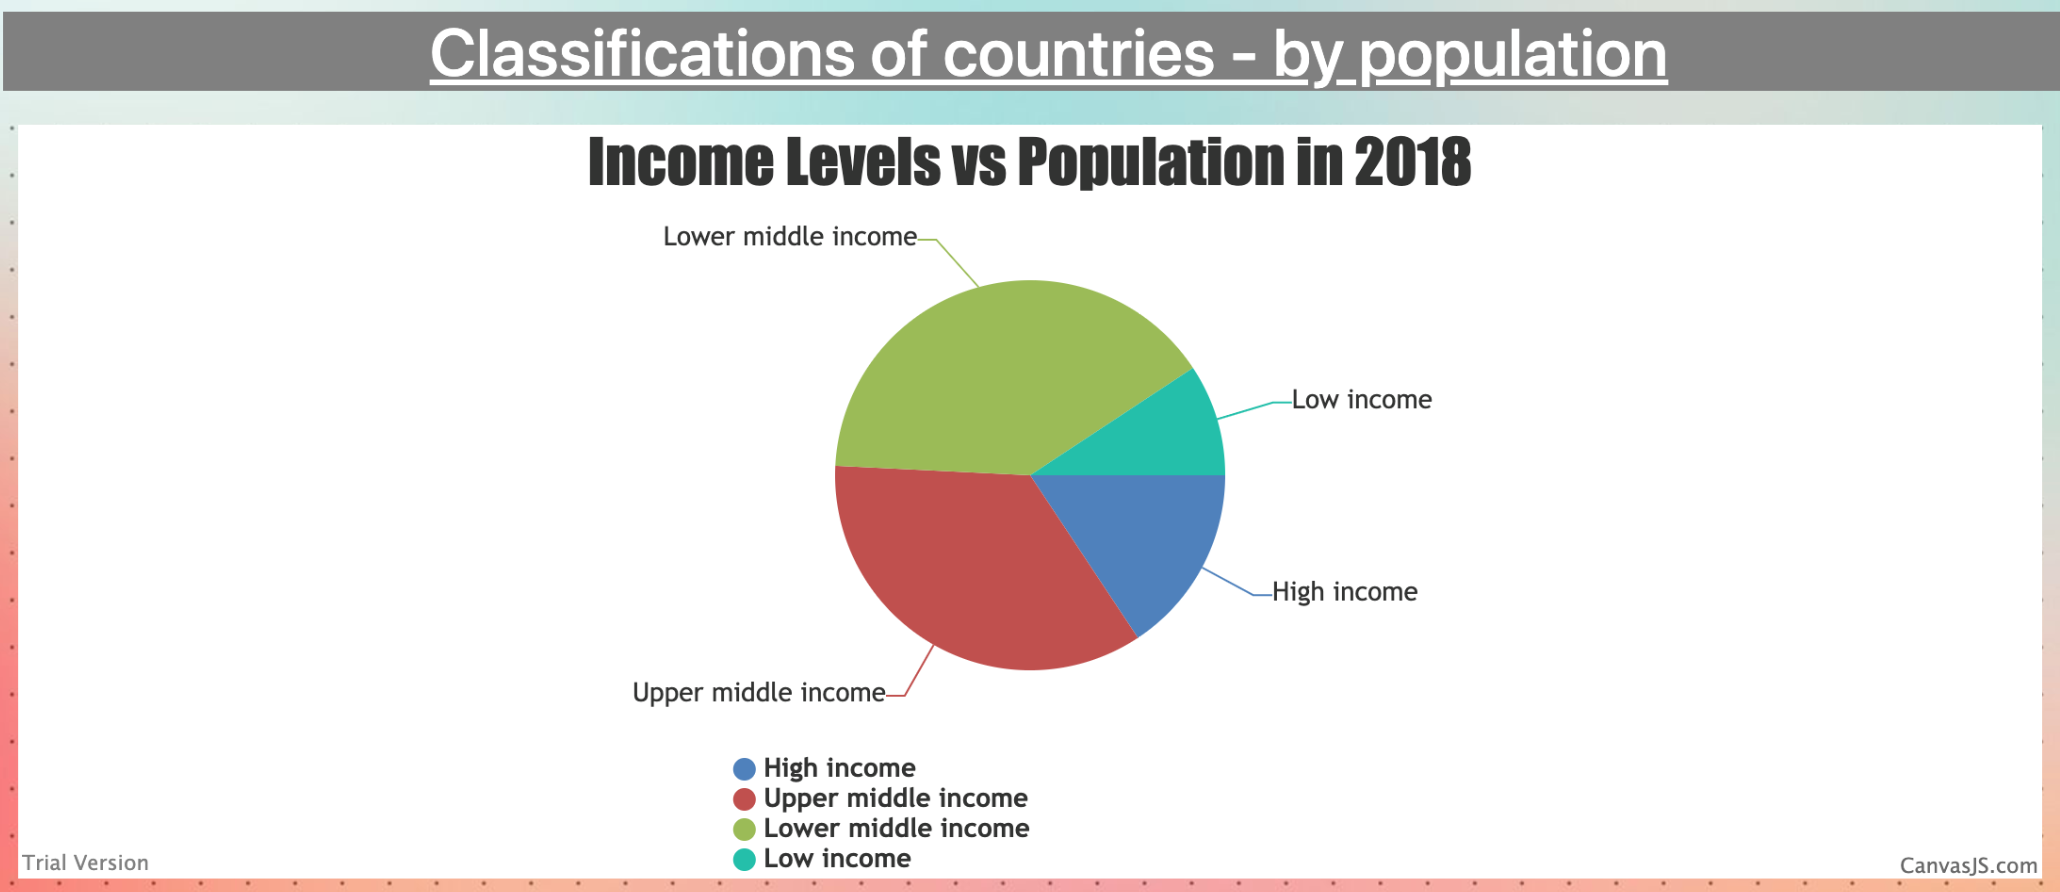 Classifications of countries - by population
Income Levels vs Population in 2018
Lower middle income
Low income
High income
Upper middle income
High income
Upper middle income
Lower middle income
Low income
Trial Version
CanvasJS.com